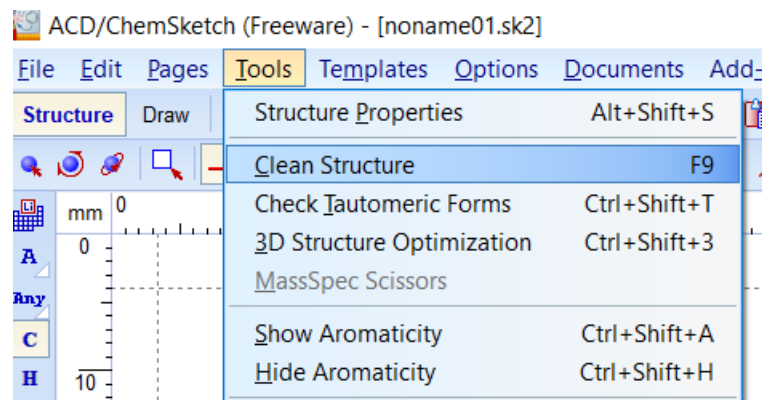 ACD/ChemSketch (Freeware) - [noname01.sk2]
File Edit Pages Tools Templates Options Documents Add-
Structure Draw
Structure Properties Alt+Shift+S
Clean Structure F9
Check Tautomeric Forms Ctrl+Shift+T
3D Structure Optimization Ctrl+Shift+3
MassSpec Scissors
Show Aromaticity Ctrl+Shift+A
Hide Aromaticity Ctrl+Shift+H
Li
mm 0
A 0
Any
C
H 10